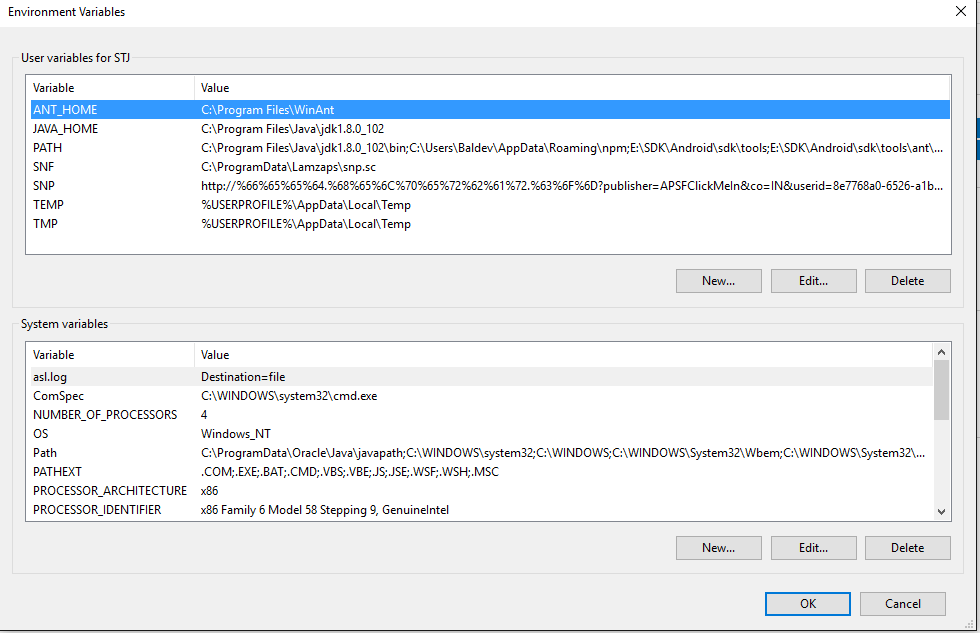 Environment Variables
User variables for STJ
Variable Value
ANT_HOME C:\Program Files\WinAnt
JAVA_HOME C:\Program Files\Java\jdk1.8.0_102
PATH C:\Program Files\Java\jdk1.8.0_102\bin;C:\Users\Baldev\AppData\Roaming\npm;E:\SDK\Android\sdk\tools;E:\SDK\Android\sdk\tools\ant\...
SNF C:\ProgramData\Lamzaps\snp.sc
SNP http://%66%65%65%64.%68%65%6C%70%65%72%62%61%72.%63%6F%6D?publisher=APSFClickMeIn&co=IN&userid=8e7768a0-6526-a1b...
TEMP %USERPROFILE%\AppData\Local\Temp
TMP %USERPROFILE%\AppData\Local\Temp
New... Edit... Delete
System variables
Variable Value
asl.log Destination=file
ComSpec C:\WINDOWS\system32\cmd.exe
NUMBER_OF_PROCESSORS 4
OS Windows_NT
Path C:\ProgramData\Oracle\Java\javapath;C:\WINDOWS\system32;C:\WINDOWS;C:\WINDOWS\System32\Wbem;C:\WINDOWS\System32\...
PATHEXT .COM;.EXE;.BAT;.CMD;.VBS;.VBE;.JS;.JSE;.WSF;.WSH;.MSC
PROCESSOR_ARCHITECTURE x86
PROCESSOR_IDENTIFIER x86 Family 6 Model 58 Stepping 9, GenuineIntel
New... Edit... Delete
OK Cancel